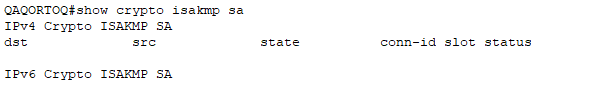 QAQORTOQ#show crypto isakmp sa
IPv4 Crypto ISAKMP SA
dst src state conn-id slot status
IPv6 Crypto ISAKMP SA